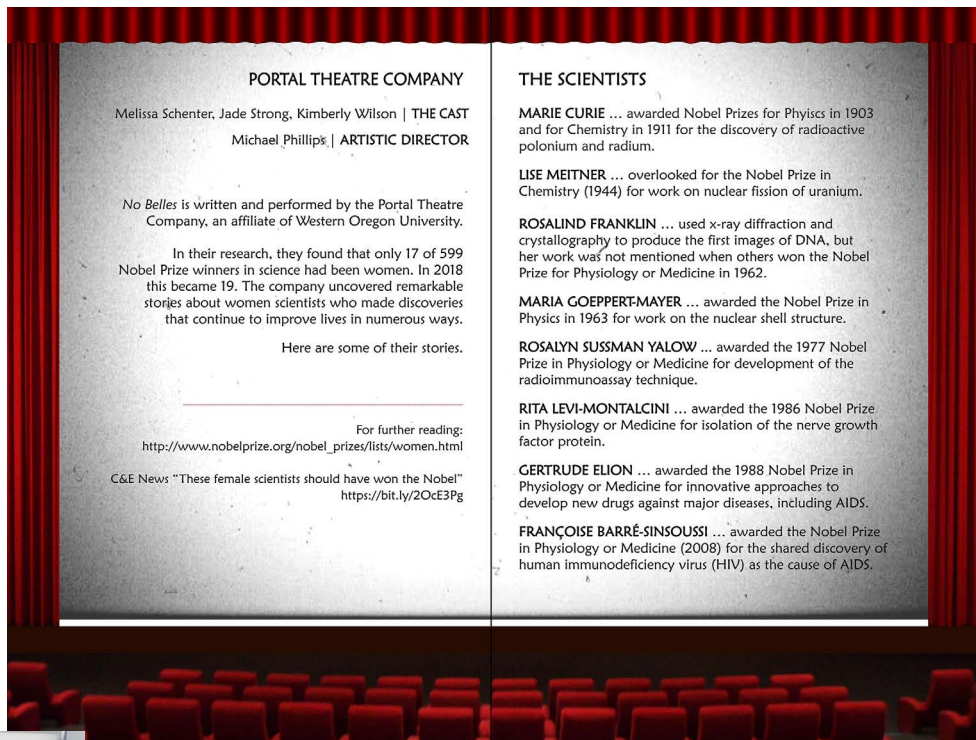 PORTAL THEATRE COMPANY
Melissa Schenter, Jade Strong, Kimberly Wilson | THE CAST
Michael Phillips | ARTISTIC DIRECTOR
No Belles is written and performed by the Portal Theatre
Company, an affiliate of Western Oregon University.
In their research, they found that only 17 of 599
Nobel Prize winners in science had been women. In 2018
this became 19. The company uncovered remarkable
stories about women scientists who made discoveries
that continue to improve lives in numerous ways.
Here are some of their stories.
For further reading:
http://www.nobelprize.org/nobel_prizes/lists/women.html
C&E News “These female scientists should have won the Nobel”
https://bit.ly/2OcE3Pg
THE SCIENTISTS
MARIE CURIE … awarded Nobel Prizes for Phyiscs in 1903
and for Chemistry in 1911 for the discovery of radioactive
polonium and radium.
LISE MEITNER … overlooked for the Nobel Prize in
Chemistry (1944) for work on nuclear fission of uranium.
ROSALIND FRANKLIN … used x-ray diffraction and
crystallography to produce the first images of DNA, but
her work was not mentioned when others won the Nobel
Prize for Physiology or Medicine in 1962.
MARIA GOEPPERT-MAYER … awarded the Nobel Prize in
Physics in 1963 for work on the nuclear shell structure.
ROSALYN SUSSMAN YALOW ... awarded the 1977 Nobel
Prize in Physiology or Medicine for development of the
radioimmunoassay technique.
RITA LEVI-MONTALCINI … awarded the 1986 Nobel Prize
in Physiology or Medicine for isolation of the nerve growth
factor protein.
GERTRUDE ELION … awarded the 1988 Nobel Prize in
Physiology or Medicine for innovative approaches to
develop new drugs against major diseases, including AIDS.
FRANÇOISE BARRÉ-SINSOUSSI … awarded the Nobel Prize
in Physiology or Medicine (2008) for the shared discovery of
human immunodeficiency virus (HIV) as the cause of AIDS.